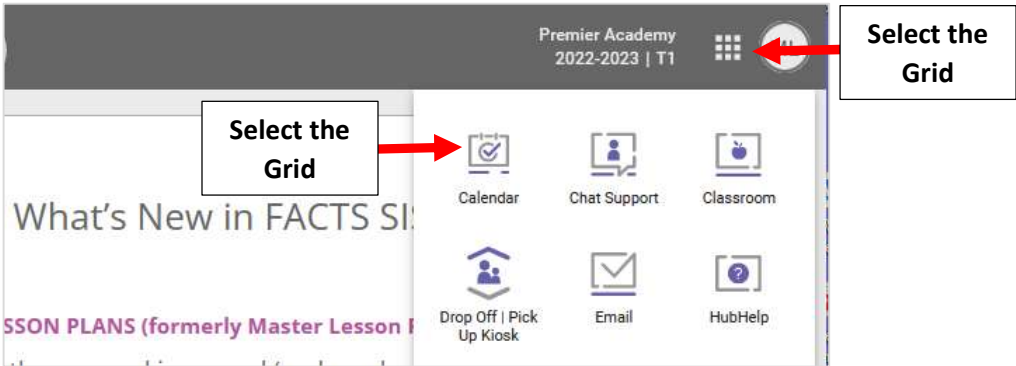 Premier Academy
2022-2023 | T1
Select the
Grid
Select the
Grid
Calendar
Chat Support
Classroom
What's New in FACTS SI
Drop Off | Pick
Up Kiosk
Email
HubHelp
SSON PLANS (formerly Master Lesson